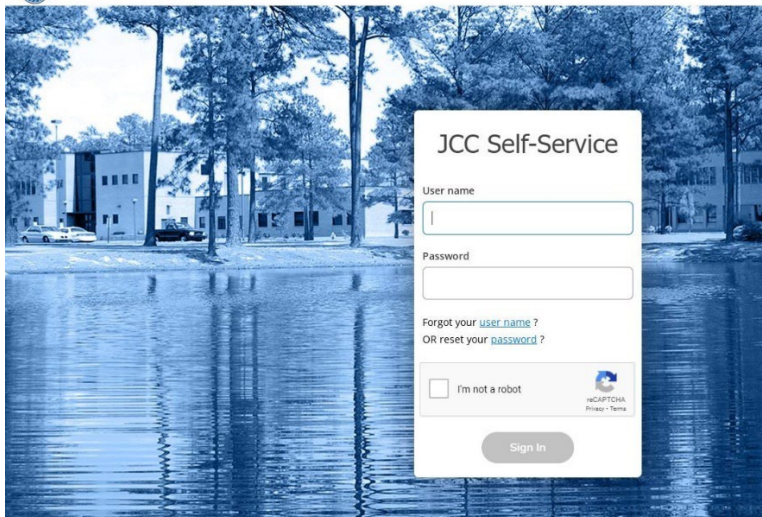 JCC Self-Service
User name
Password
Forgot your user name ?
OR reset your password ?
I'm not a robot
reCAPTCHA
Privacy - Terms
Sign In